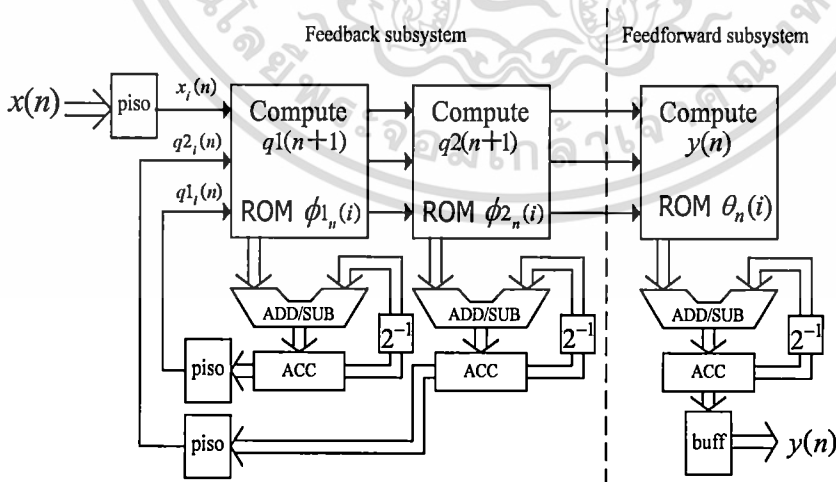 Feedback subsystem
Feedforward subsystem
x(n)
piso
x_i(n)
q2_i(n)
q1_i(n)
Compute
q1(n+1)
ROM ϕ1_n(i)
Compute
q2(n+1)
ROM ϕ2_n(i)
Compute
y(n)
ROM θ_n(i)
ADD/SUB
2^{-1}
ADD/SUB
2^{-1}
ADD/SUB
2^{-1}
piso
ACC
ACC
ACC
piso
buff
y(n)